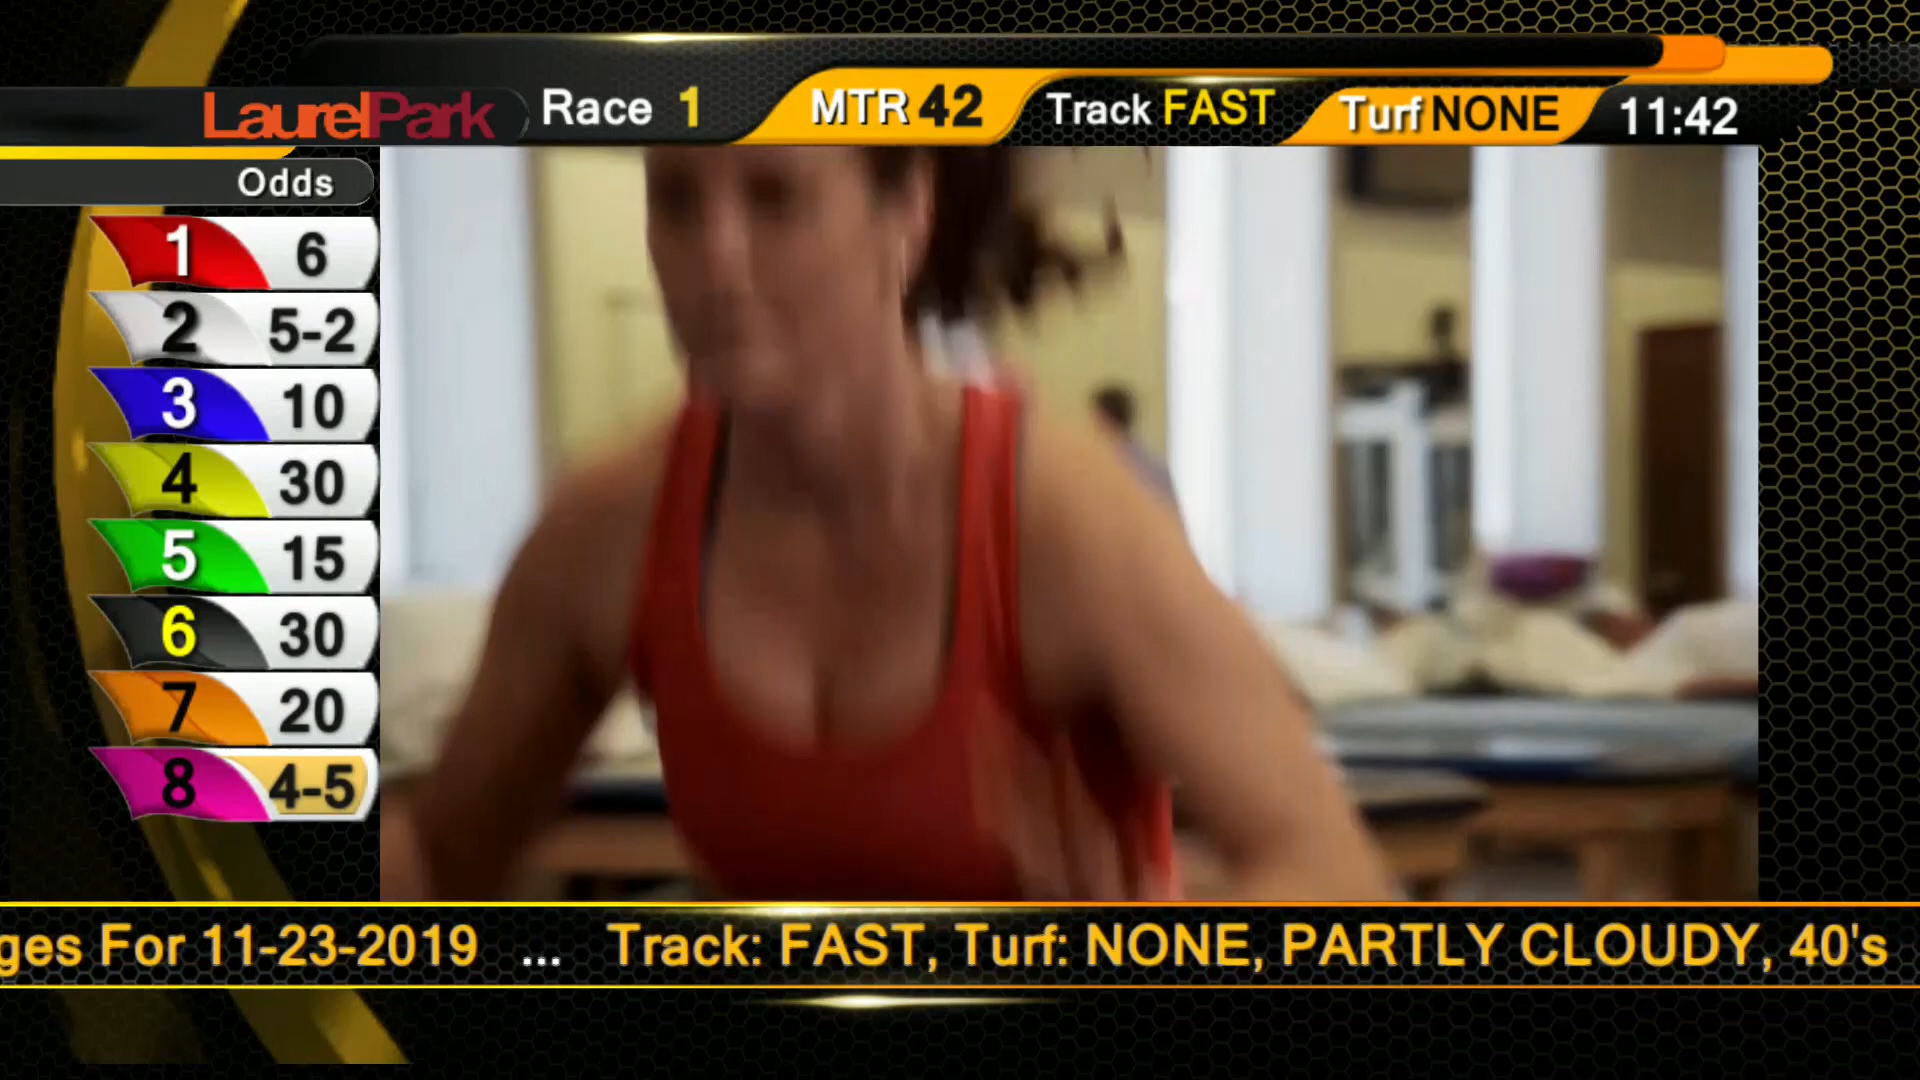 LaurelPark Race 1 MTR 42 Track FAST Turf NONE 11:42
Odds
1 6
2 5-2
3 10
4 30
5 15
6 30
7 20
8 4-5
ges For 11-23-2019 ... Track: FAST, Turf: NONE, PARTLY CLOUDY, 40's